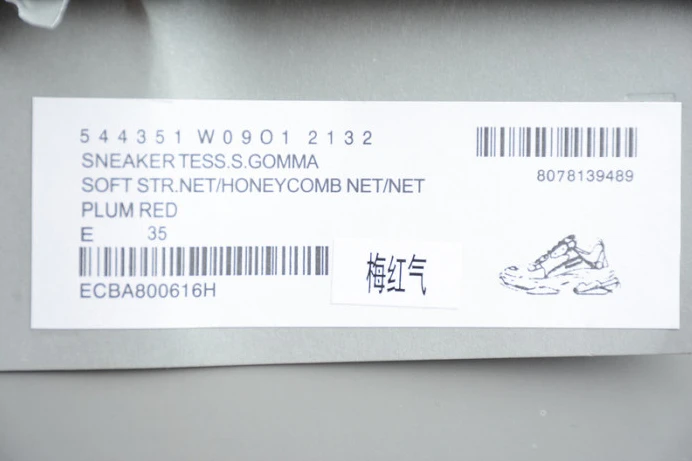 544351 W09O1 2132
SNEAKER TESS.S.GOMMA
SOFT STR.NET/HONEYCOMB NET/NET
PLUM RED
E 35
ECBA800616H
8078139489
梅红气